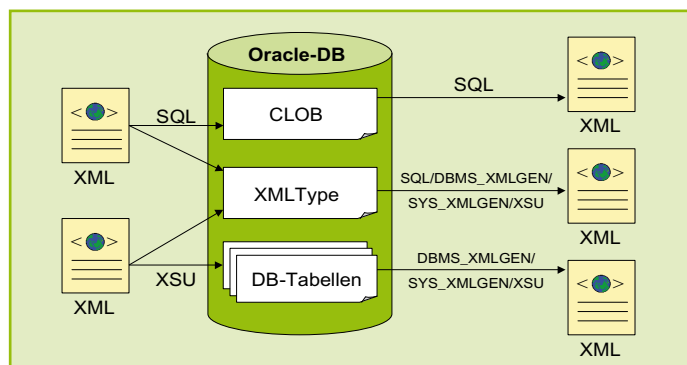 Oracle-DB
XML
SQL
CLOB
SQL
XML
XMLType
SQL/DBMS_XMLGEN/
SYS_XMLGEN/XSU
XML
XML
XSU
DB-Tabellen
DBMS_XMLGEN/
SYS_XMLGEN/XSU
XML